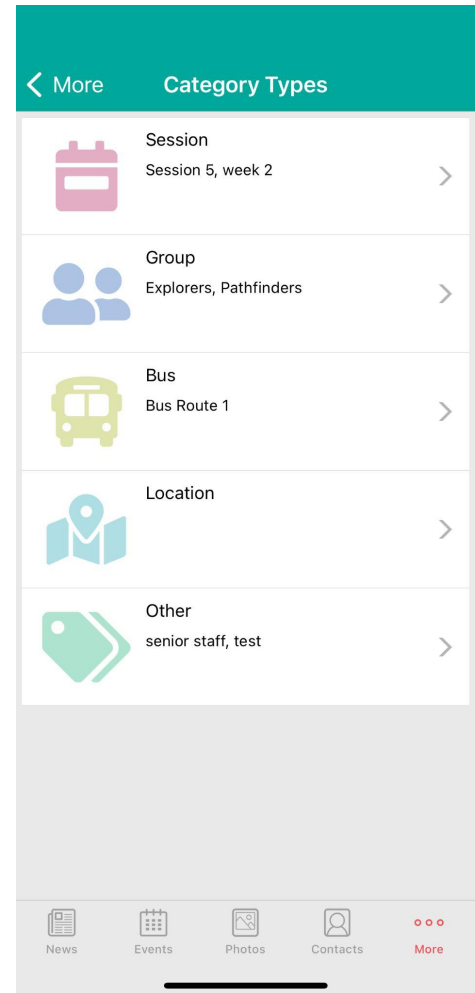 More
Category Types
Session
Session 5, week 2
Group
Explorers, Pathfinders
Bus
Bus Route 1
Location
Other
senior staff, test
News
Events
Photos
Contacts
More